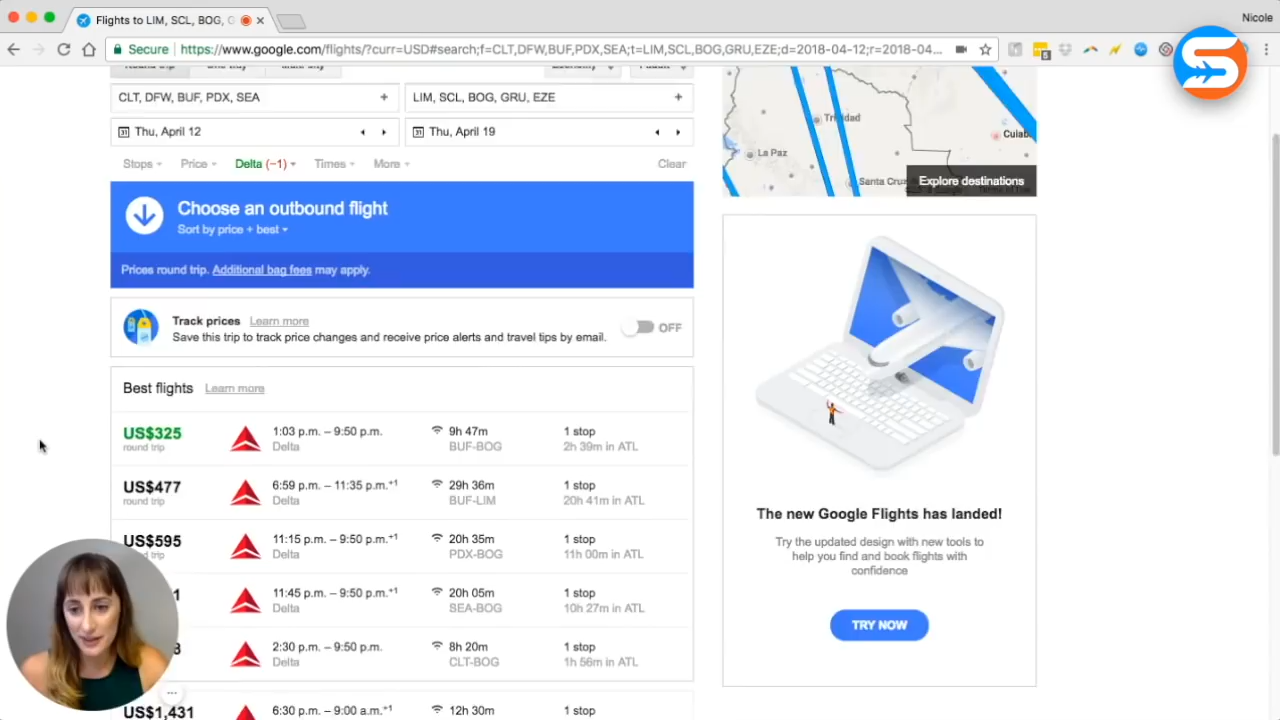 Flights to LIM, SCL, BOG, G
Nicole
Secure https://www.google.com/flights/?curr=USD#search;f=CLT,DFW,BUF,PDX,SEA;t=LIM,SCL,BOG,GRU,EZE;d=2018-04-12;r=2018-04...
5
CLT, DFW, BUF, PDX, SEA +
LIM, SCL, BOG, GRU, EZE +
31 Thu, April 12
31 Thu, April 19
Stops Price Delta (−1) Times More Clear
Trinidad
Cuiab
La Paz
Santa Cruz
Explore destinations
Choose an outbound flight
Sort by price + best
Prices round trip. Additional bag fees may apply.
Track prices Learn more
Save this trip to track price changes and receive price alerts and travel tips by email.
OFF
Best flights Learn more
US$325 1:03 p.m. – 9:50 p.m. 9h 47m 1 stop
round trip Delta BUF-BOG 2h 39m in ATL
US$477 6:59 p.m. – 11:35 p.m.+1 29h 36m 1 stop
round trip Delta BUF-LIM 20h 41m in ATL
US$595 11:15 p.m. – 9:50 p.m.+1 20h 35m 1 stop
nd trip Delta PDX-BOG 11h 00m in ATL
1 11:45 p.m. – 9:50 p.m.+1 20h 05m 1 stop
Delta SEA-BOG 10h 27m in ATL
2:30 p.m. – 9:50 p.m. 8h 20m 1 stop
Delta CLT-BOG 1h 56m in ATL
US$1,431 6:30 p.m. – 9:00 a.m.+1 12h 30m 1 stop
The new Google Flights has landed!
Try the updated design with new tools to
help you find and book flights with
confidence
TRY NOW